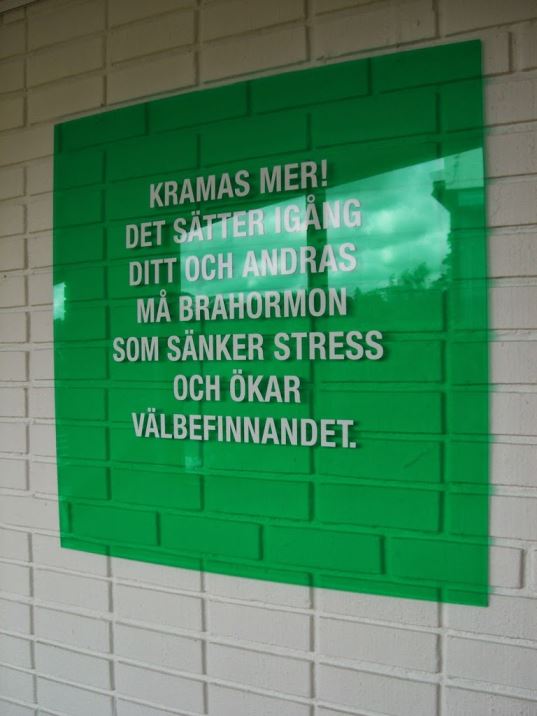 KRAMAS MER!
DET SÄTTER IGÅNG
DITT OCH ANDRAS
MÅ BRAHORMON
SOM SÄNKER STRESS
OCH ÖKAR
VÄLBEFINNANDET.